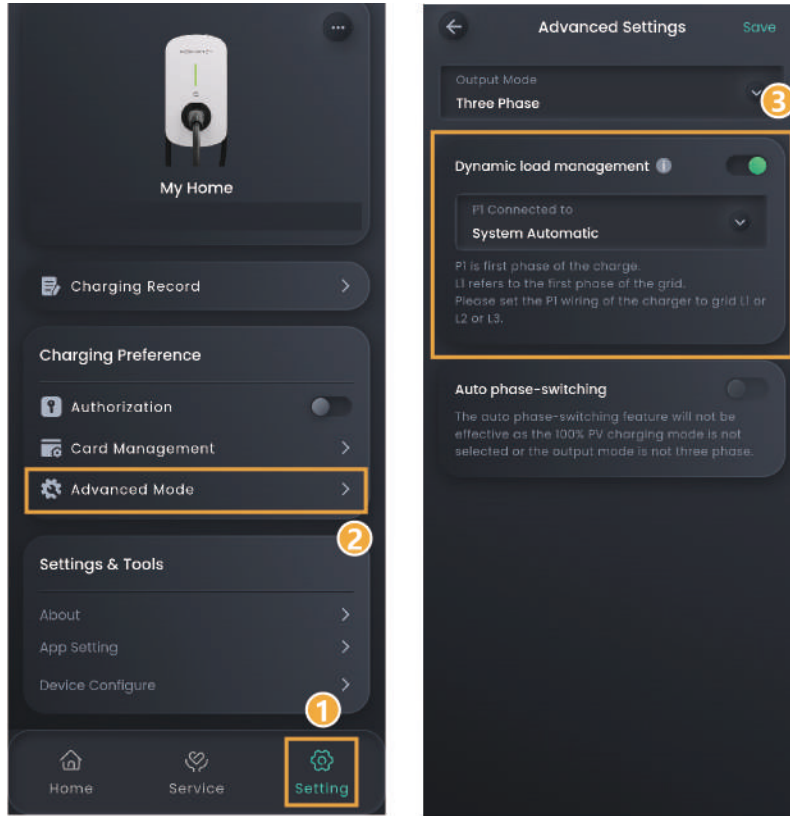 My Home
Charging Record
Charging Preference
Authorization
Card Management
Advanced Mode
2
Settings & Tools
About
App Setting
Device Configure
1
Home
Service
Setting
Advanced Settings
Save
Output Mode
Three Phase
3
Dynamic load management
P1 Connected to
System Automatic
P1 is first phase of the charge.
L1 refers to the first phase of the grid.
Please set the P1 wiring of the charger to grid L1 or
L2 or L3.
Auto phase-switching
The auto phase-switching feature will not be
effective as the 100% PV charging mode is not
selected or the output mode is not three phase.